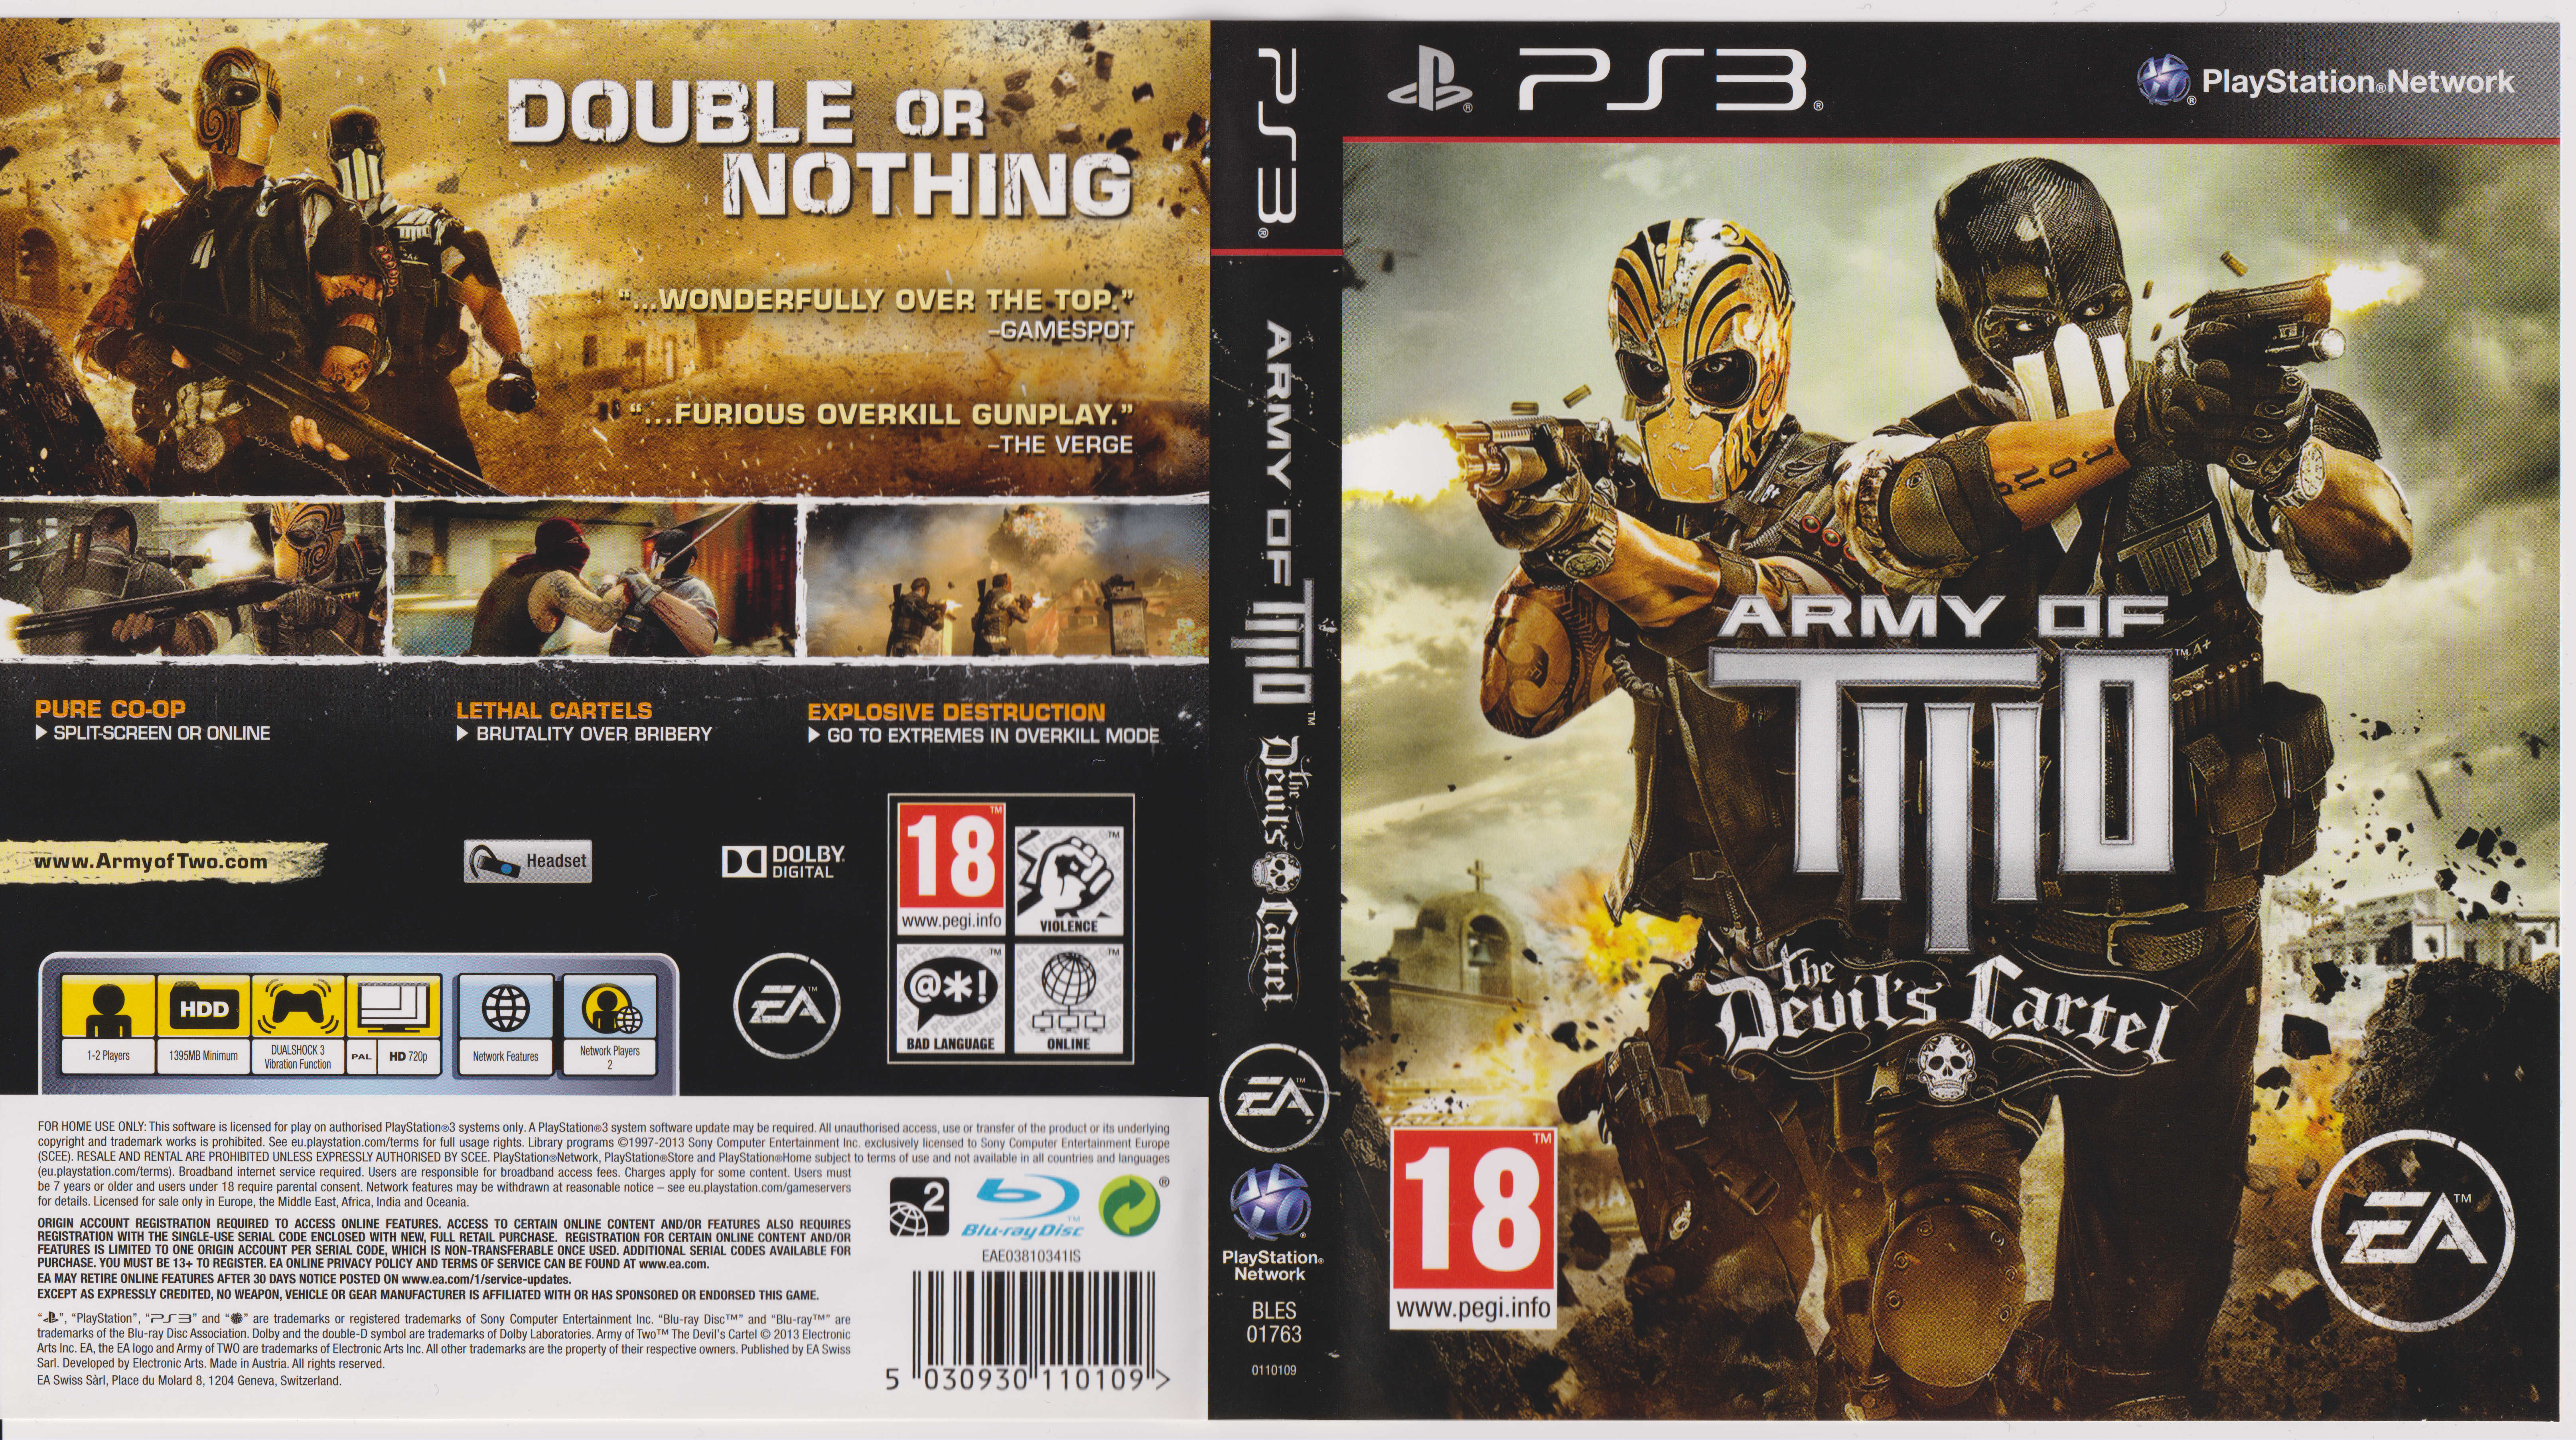 DOUBLE OR
NOTHING
“...WONDERFULLY OVER THE TOP.”
–GAMESPOT
“...FURIOUS OVERKILL GUNPLAY.”
–THE VERGE
PURE CO-OP
SPLIT-SCREEN OR ONLINE
LETHAL CARTELS
BRUTALITY OVER BRIBERY
EXPLOSIVE DESTRUCTION
GO TO EXTREMES IN OVERKILL MODE
www.ArmyofTwo.com
Headset
DOLBY
DIGITAL
18
www.pegi.info
VIOLENCE
@*!
BAD LANGUAGE
ONLINE
EA™
1-2 Players
HDD
1395MB Minimum
DUALSHOCK 3
Vibration Function
PAL
HD 720p
Network Features
Network Players
2
FOR HOME USE ONLY: This software is licensed for play on authorised PlayStation®3 systems only. A PlayStation®3 system software update may be required. All unauthorised access, use or transfer of the product or its underlying
copyright and trademark works is prohibited. See eu.playstation.com/terms for full usage rights. Library programs ©1997-2013 Sony Computer Entertainment Inc. exclusively licensed to Sony Computer Entertainment Europe
(SCEE). RESALE AND RENTAL ARE PROHIBITED UNLESS EXPRESSLY AUTHORISED BY SCEE. PlayStation®Network, PlayStation®Store and PlayStation®Home subject to terms of use and not available in all countries and languages
(eu.playstation.com/terms). Broadband internet service required. Users are responsible for broadband access fees. Charges apply for some content. Users must
be 7 years or older and users under 18 require parental consent. Network features may be withdrawn at reasonable notice – see eu.playstation.com/gameservers
for details. Licensed for sale only in Europe, the Middle East, Africa, India and Oceania.
ORIGIN ACCOUNT REGISTRATION REQUIRED TO ACCESS ONLINE FEATURES. ACCESS TO CERTAIN ONLINE CONTENT AND/OR FEATURES ALSO REQUIRES
REGISTRATION WITH THE SINGLE-USE SERIAL CODE ENCLOSED WITH NEW, FULL RETAIL PURCHASE. REGISTRATION FOR CERTAIN ONLINE CONTENT AND/OR
FEATURES IS LIMITED TO ONE ORIGIN ACCOUNT PER SERIAL CODE, WHICH IS NON-TRANSFERABLE ONCE USED. ADDITIONAL SERIAL CODES AVAILABLE FOR
PURCHASE. YOU MUST BE 13+ TO REGISTER. EA ONLINE PRIVACY POLICY AND TERMS OF SERVICE CAN BE FOUND AT www.ea.com.
EA MAY RETIRE ONLINE FEATURES AFTER 30 DAYS NOTICE POSTED ON www.ea.com/1/service-updates.
EXCEPT AS EXPRESSLY CREDITED, NO WEAPON, VEHICLE OR GEAR MANUFACTURER IS AFFILIATED WITH OR HAS SPONSORED OR ENDORSED THIS GAME.
“ ”, “PlayStation”, “PS3” and “ ” are trademarks or registered trademarks of Sony Computer Entertainment Inc. “Blu-ray Disc™” and “Blu-ray™” are
trademarks of the Blu-ray Disc Association. Dolby and the double-D symbol are trademarks of Dolby Laboratories. Army of Two™ The Devil's Cartel © 2013 Electronic
Arts Inc. EA, the EA logo and Army of TWO are trademarks of Electronic Arts Inc. All other trademarks are the property of their respective owners. Published by EA Swiss
Sarl. Developed by Electronic Arts. Made in Austria. All rights reserved.
EA Swiss Sàrl, Place du Molard 8, 1204 Geneva, Switzerland.
2
Blu-ray Disc™
EAE03810341IS
5 030930 110109 >
PS3®
ARMY OF TWO™
The Devil's Cartel
EA™
PlayStation®
Network
BLES
01763
0110109
PS3®
PlayStation®Network
A+
ARMY OF
TWO™
The Devil's Cartel
18™
www.pegi.info
EA™